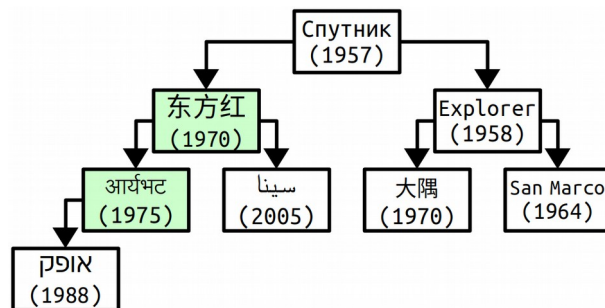 Спутник
(1957)
东方红
(1970)
Explorer
(1958)
आर्यभट
(1975)
سينا
(2005)
大隅
(1970)
San Marco
(1964)
אופק
(1988)